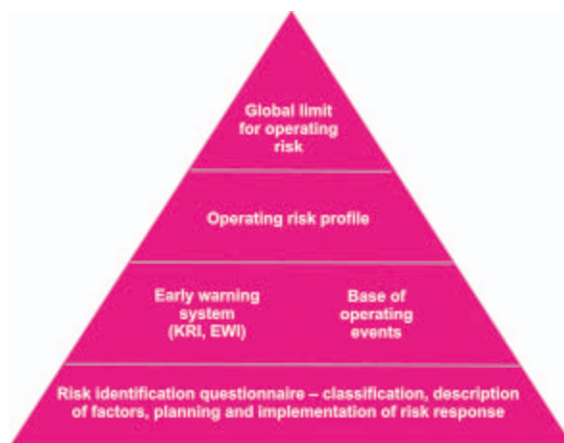 Global limit
for operating
risk
Operating risk profile
Early warning
system
(KRI, EWI)
Base of
operating
events
Risk identification questionnaire – classification, description
of factors, planning and implementation of risk response